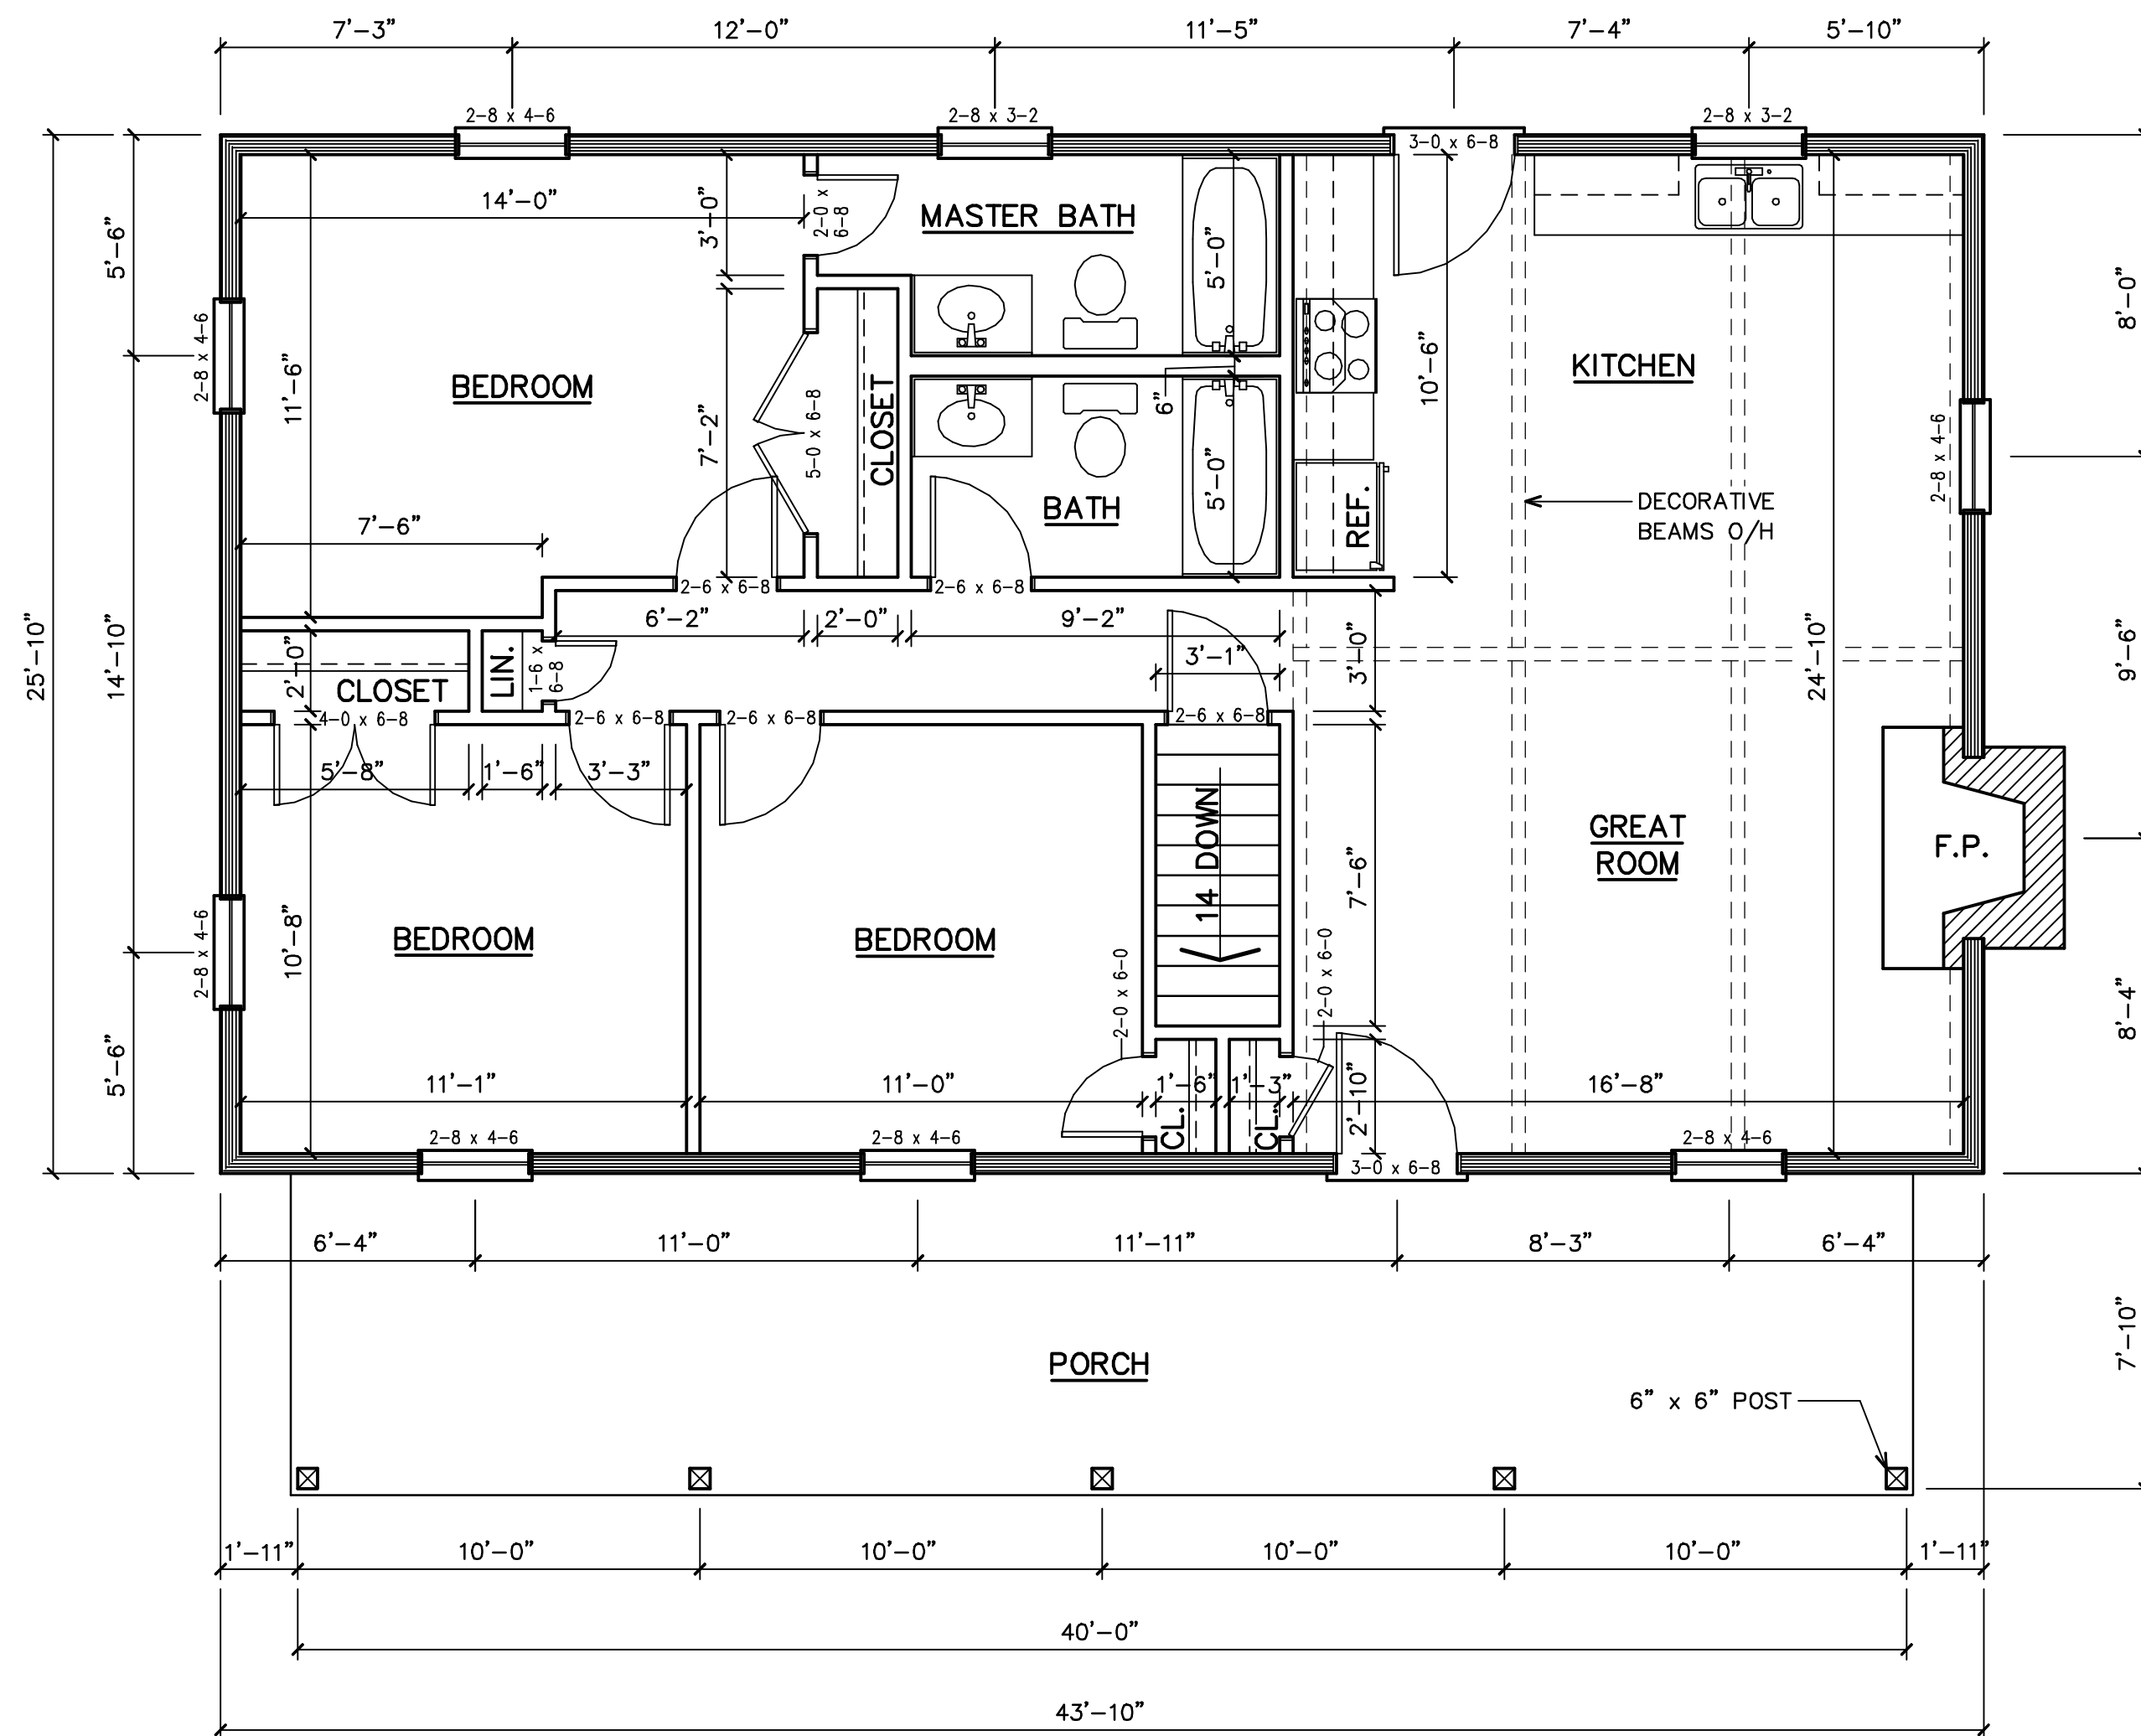 7'-3" 12'-0" 11'-5" 7'-4" 5'-10"
2-8 x 4-6 2-8 x 3-2 3-0 x 6-8 2-8 x 3-2
14'-0"
3'-0"
2-0 x
6-8
MASTER BATH
5'-0"
5'-6"
8'-0"
2-8 x 4-6
11'-6"
BEDROOM
7'-2"
5-0 x 6-8
CLOSET
6"
10'-6"
KITCHEN
2-8 x 4-6
7'-6"
BATH
5'-0"
REF.
DECORATIVE
BEAMS O/H
2-6 x 6-8 2-6 x 6-8
25'-10"
14'-10"
6'-2" 2'-0" 9'-2"
3'-1"
3'-0"
24'-10"
9'-6"
2'-0"
CLOSET
LIN.
1-6 x
6-8
4-0 x 6-8 2-6 x 6-8 2-6 x 6-8 2-6 x 6-8
5'-8" 1'-6" 3'-3"
14 DOWN
7'-6"
GREAT
ROOM
F.P.
2-8 x 4-6
10'-8"
BEDROOM
BEDROOM
2-0 x 6-0
2-0 x 6-0
8'-4"
5'-6"
11'-1" 11'-0" 1'-6" 1'-3" 16'-8"
CL.
CL.
2'-10"
2-8 x 4-6 2-8 x 4-6 3-0 x 6-8 2-8 x 4-6
6'-4" 11'-0" 11'-11" 8'-3" 6'-4"
7'-10"
PORCH
6" x 6" POST
1'-11" 10'-0" 10'-0" 10'-0" 10'-0" 1'-11"
40'-0"
43'-10"